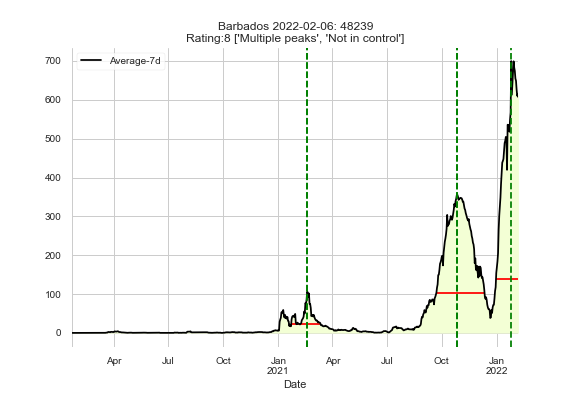 Barbados 2022-02-06: 48239
Rating:8 ['Multiple peaks', 'Not in control']
Average-7d
700
600
500
400
300
200
100
0
Apr Jul Oct Jan Apr Jul Oct Jan
2021 2022
Date